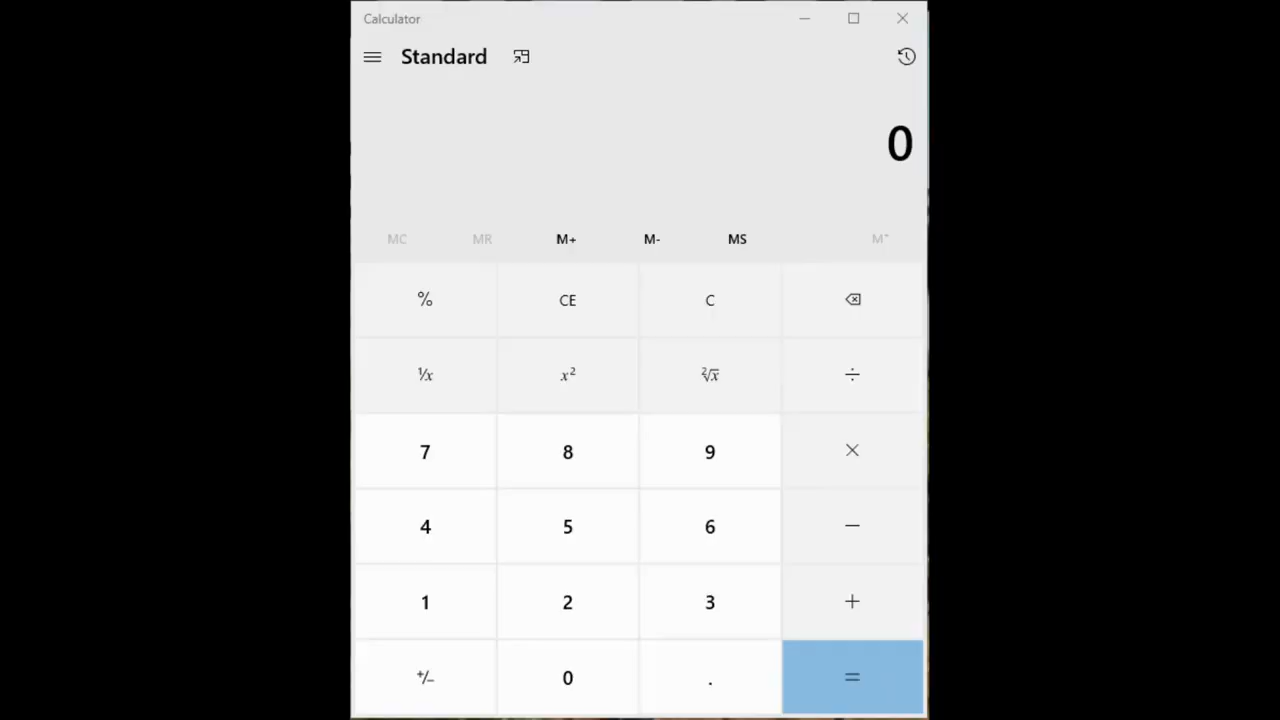 Calculator
Standard
0
MC MR M+ M- MS M˅
% CE C
¹/x x² ²√x ÷
7 8 9 ×
4 5 6 −
1 2 3 +
+/− 0 . =